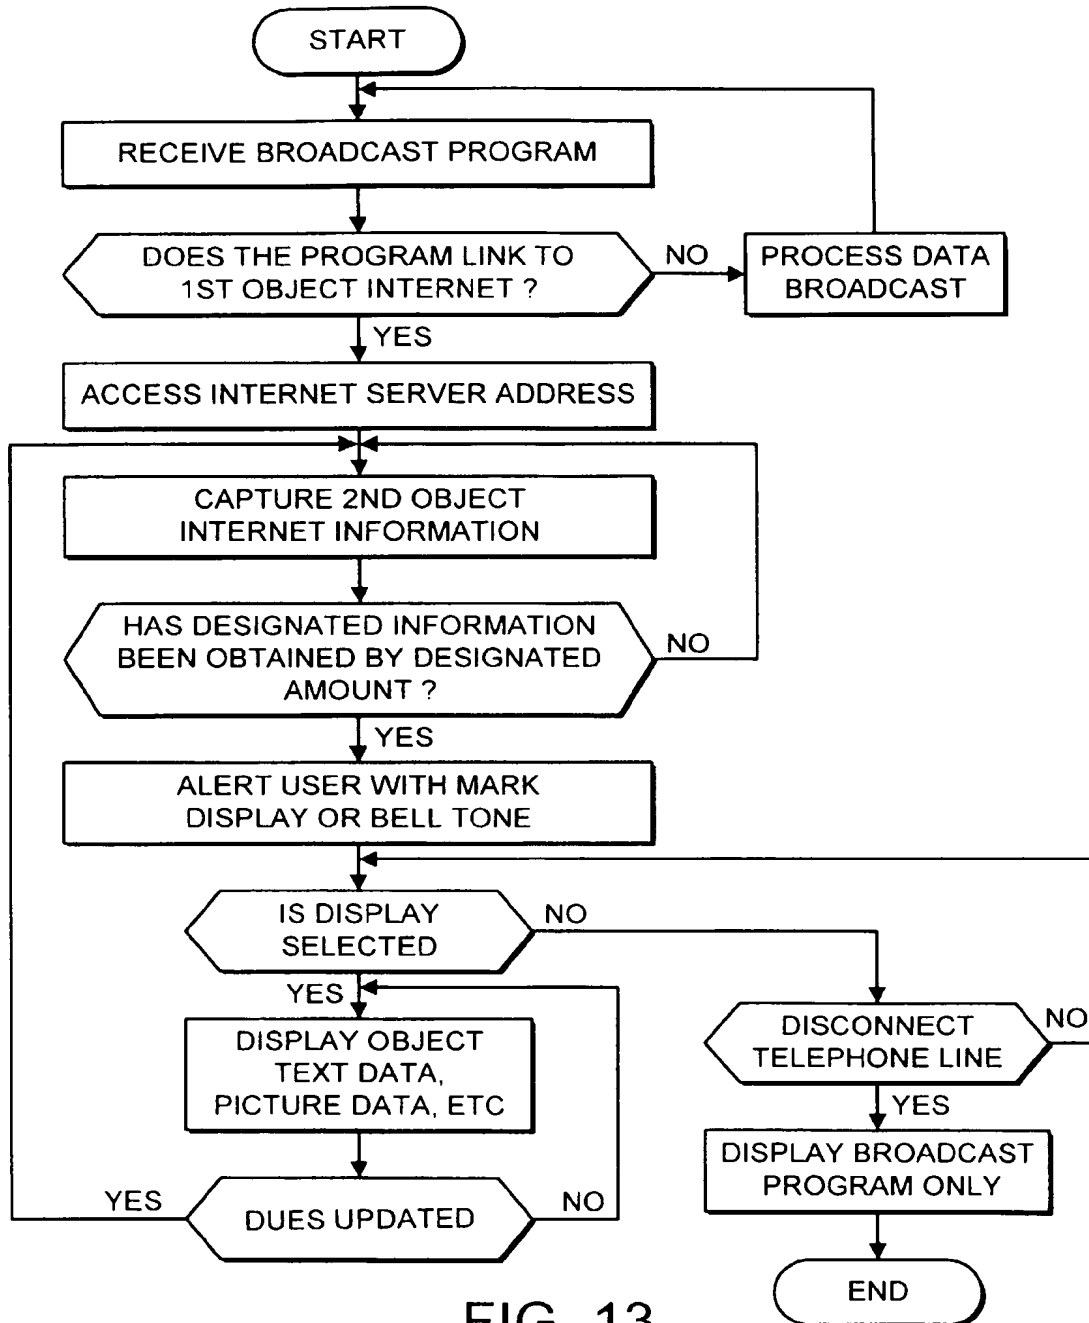 START
RECEIVE BROADCAST PROGRAM
DOES THE PROGRAM LINK TO
1ST OBJECT INTERNET ?
NO
PROCESS DATA
BROADCAST
YES
ACCESS INTERNET SERVER ADDRESS
CAPTURE 2ND OBJECT
INTERNET INFORMATION
HAS DESIGNATED INFORMATION
BEEN OBTAINED BY DESIGNATED
AMOUNT ?
NO
YES
ALERT USER WITH MARK
DISPLAY OR BELL TONE
IS DISPLAY
SELECTED
NO
YES
DISPLAY OBJECT
TEXT DATA,
PICTURE DATA, ETC
DISCONNECT
TELEPHONE LINE
NO
YES
DISPLAY BROADCAST
PROGRAM ONLY
YES
DUES UPDATED
NO
END
FIG. 13